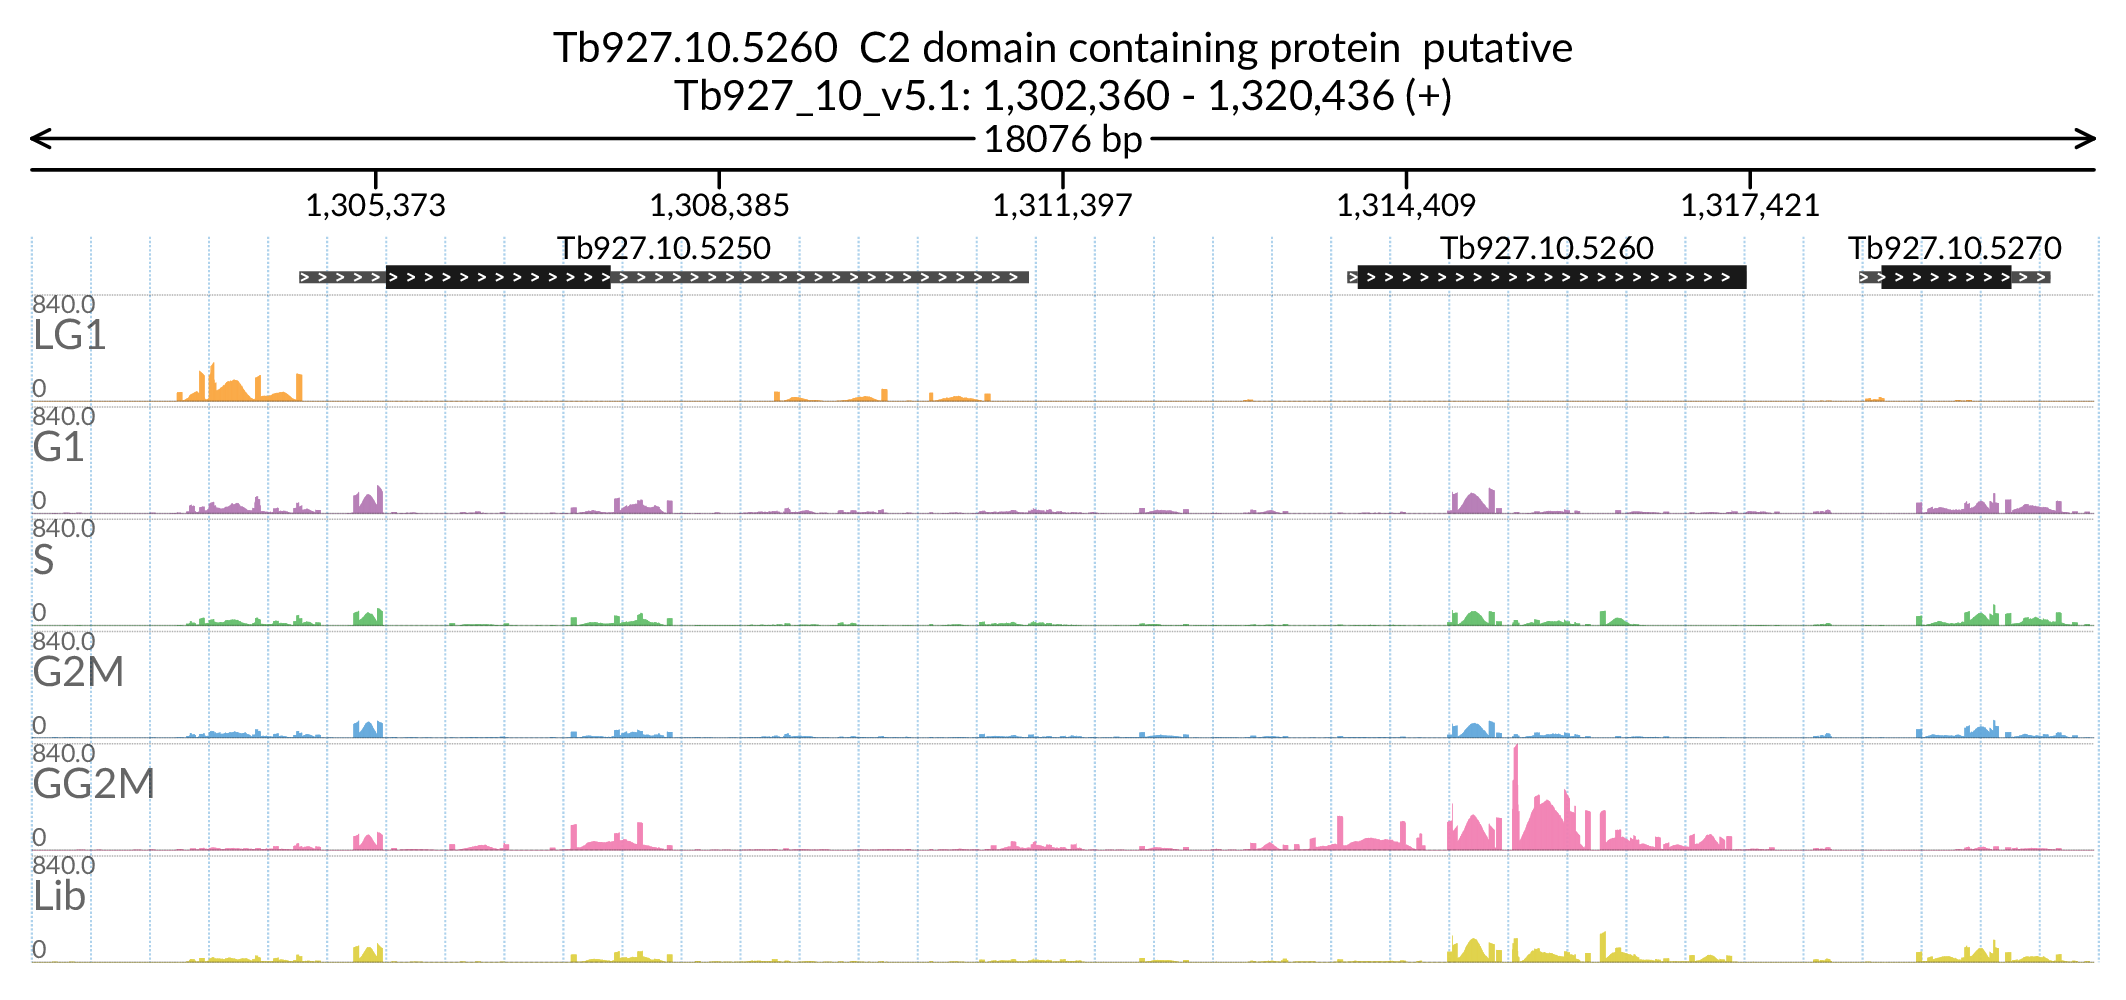 Tb927.10.5260  C2 domain containing protein  putative
Tb927_10_v5.1: 1,302,360 - 1,320,436 (+)
18076 bp
1,305,373 1,308,385 1,311,397 1,314,409 1,317,421
Tb927.10.5250 Tb927.10.5260 Tb927.10.5270
840.0
LG1
0
840.0
G1
0
840.0
S
0
840.0
G2M
0
840.0
GG2M
0
840.0
Lib
0